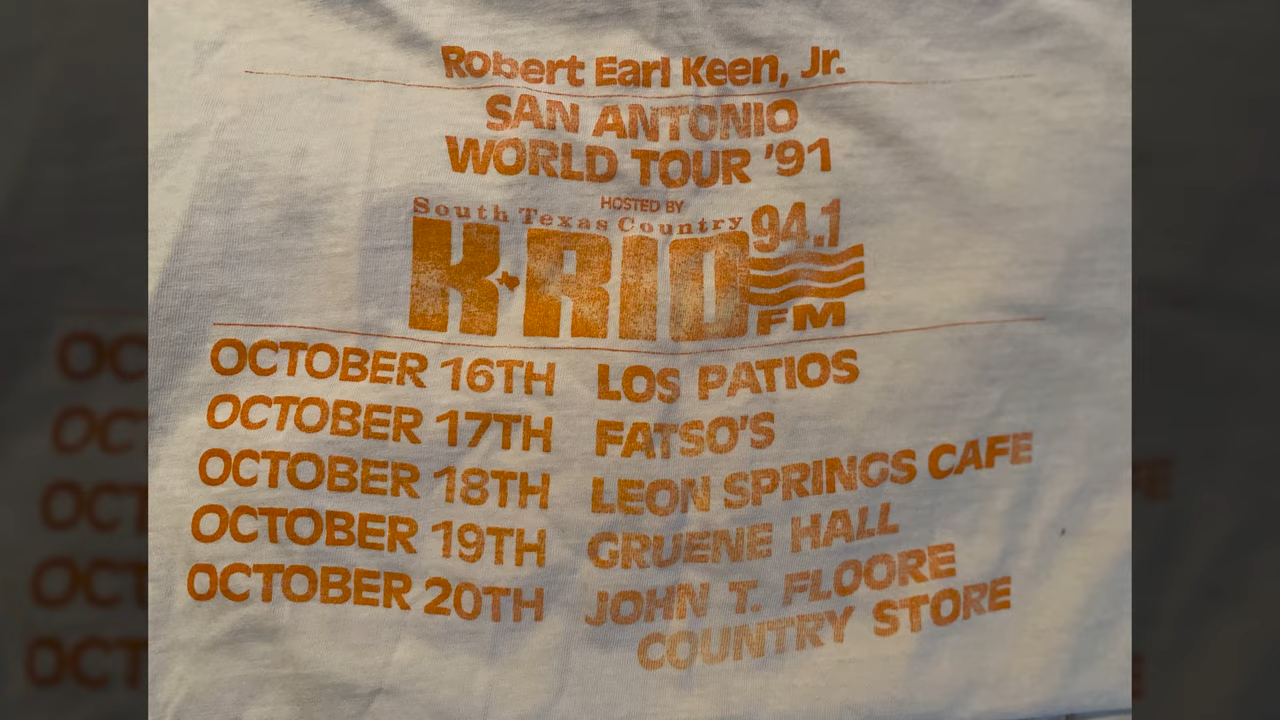 Robert Earl Keen, Jr.
SAN ANTONIO
WORLD TOUR '91
HOSTED BY
South Texas Country
K RIO 94.1
FM
OCTOBER 16TH LOS PATIOS
OCTOBER 17TH FATSO'S
OCTOBER 18TH LEON SPRINGS CAFE
OCTOBER 19TH GRUENE HALL
OCTOBER 20TH JOHN T. FLOORE
COUNTRY STORE